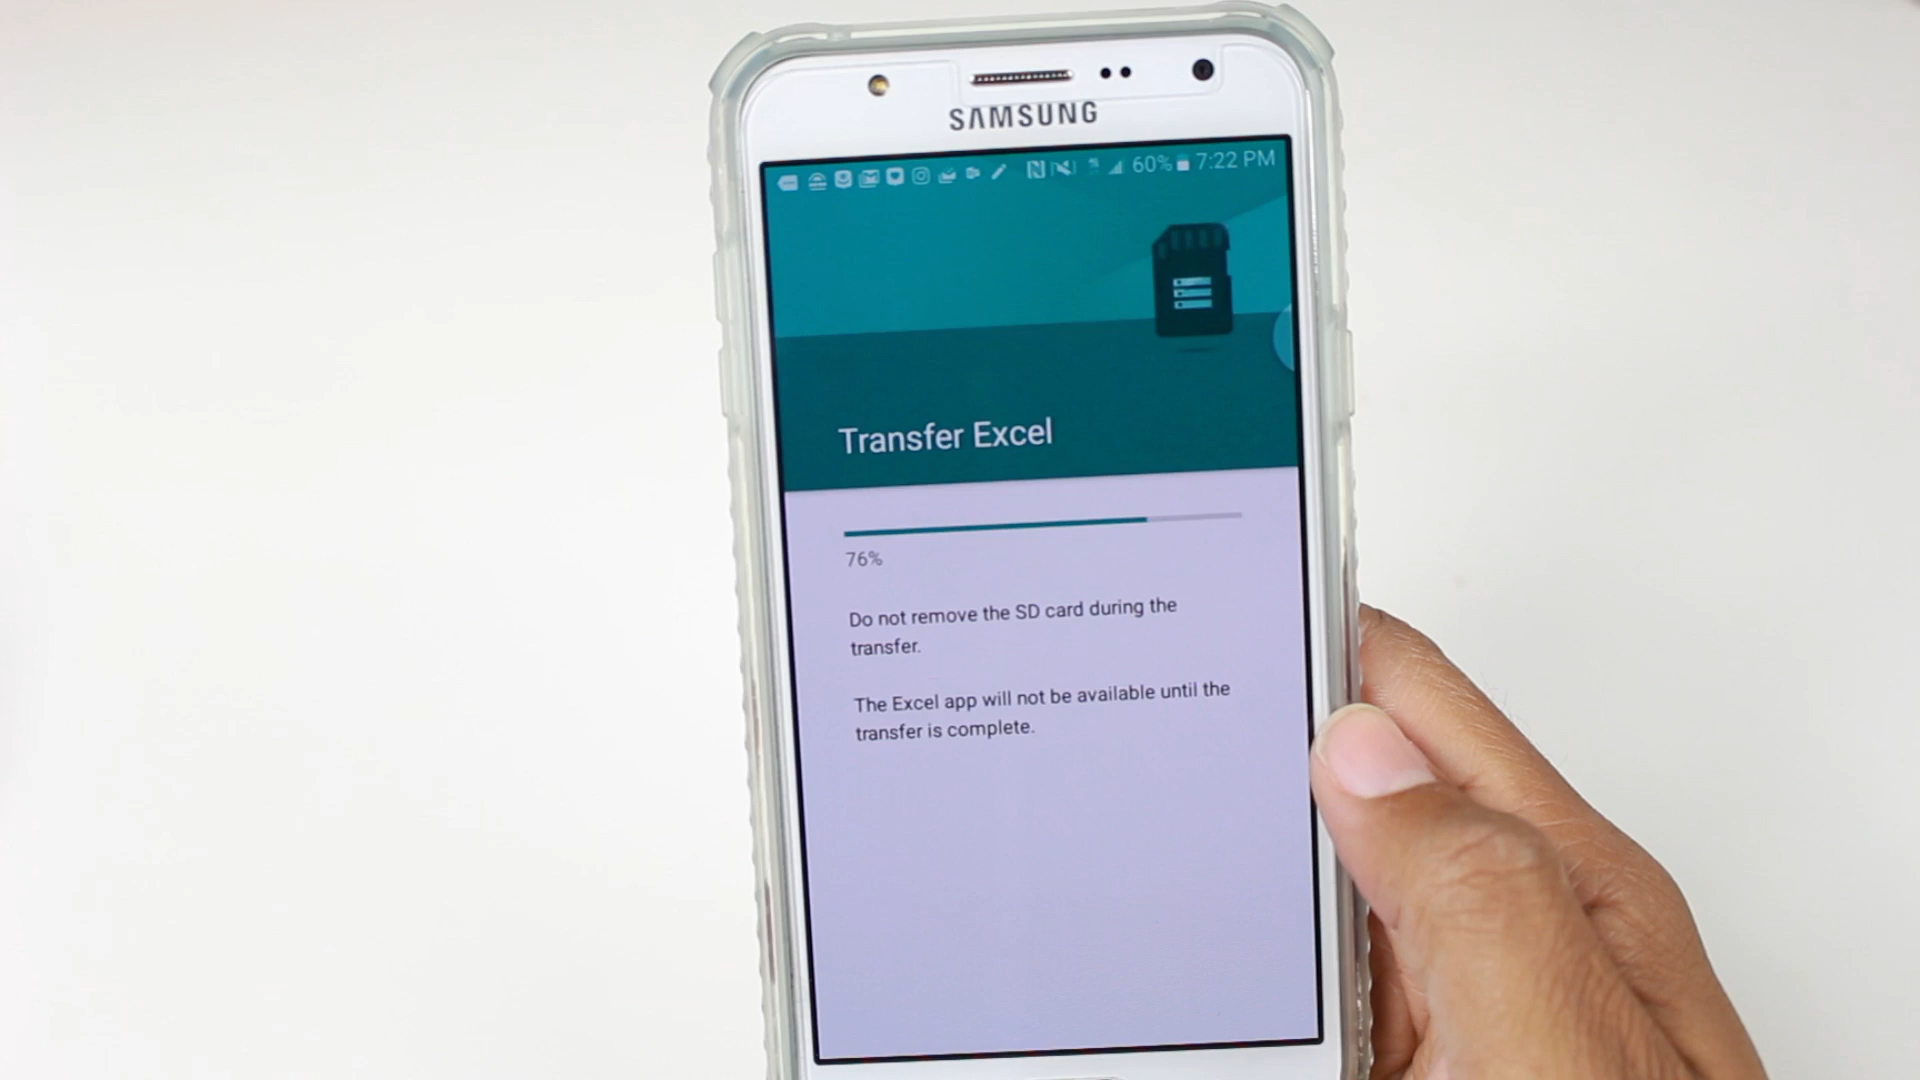 SAMSUNG
60% 7:22 PM
Transfer Excel
76%
Do not remove the SD card during the
transfer.
The Excel app will not be available until the
transfer is complete.